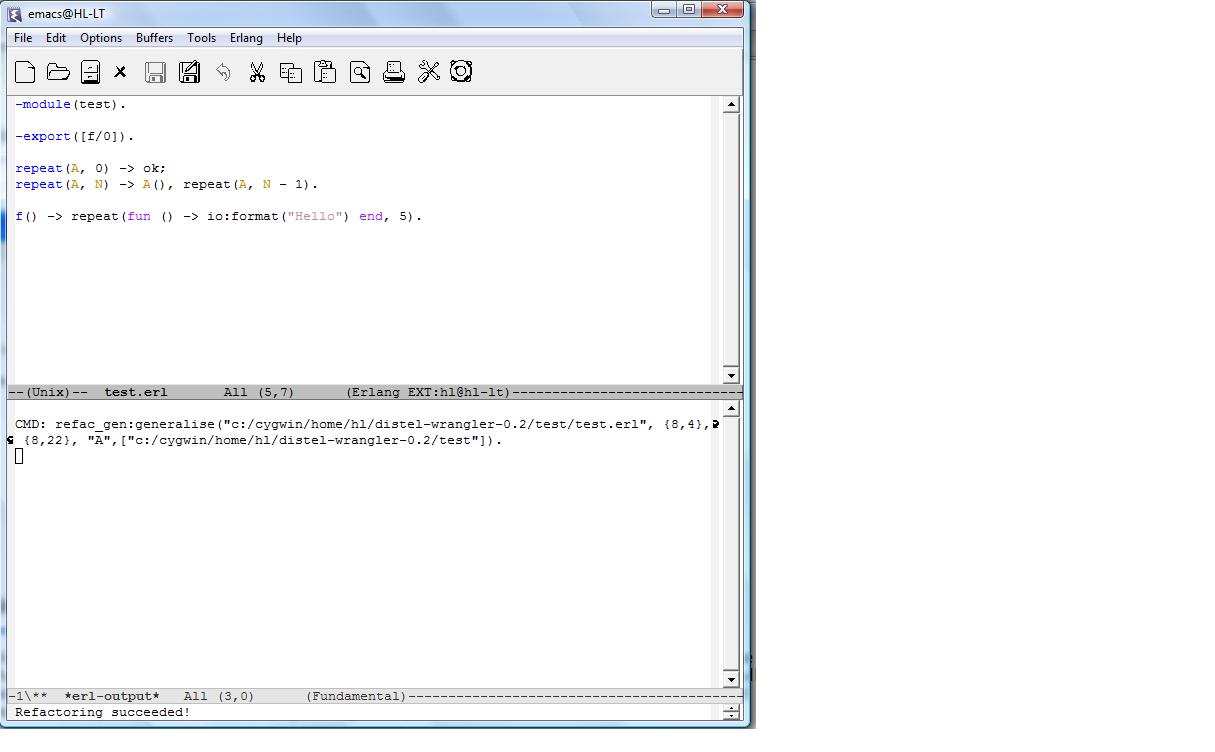 emacs@HL-LT
File Edit Options Buffers Tools Erlang Help
-module(test).
-export([f/0]).
repeat(A, 0) -> ok;
repeat(A, N) -> A(), repeat(A, N - 1).
f() -> repeat(fun () -> io:format("Hello") end, 5).
--(Unix)-- test.erl All (5,7) (Erlang EXT:hl@hl-lt)-----------------------------
CMD: refac_gen:generalise("c:/cygwin/home/hl/distel-wrangler-0.2/test/test.erl", {8,4},
{8,22}, "A",["c:/cygwin/home/hl/distel-wrangler-0.2/test"]).
-1\** *erl-output* All (3,0) (Fundamental)------------------------------------------
Refactoring succeeded!